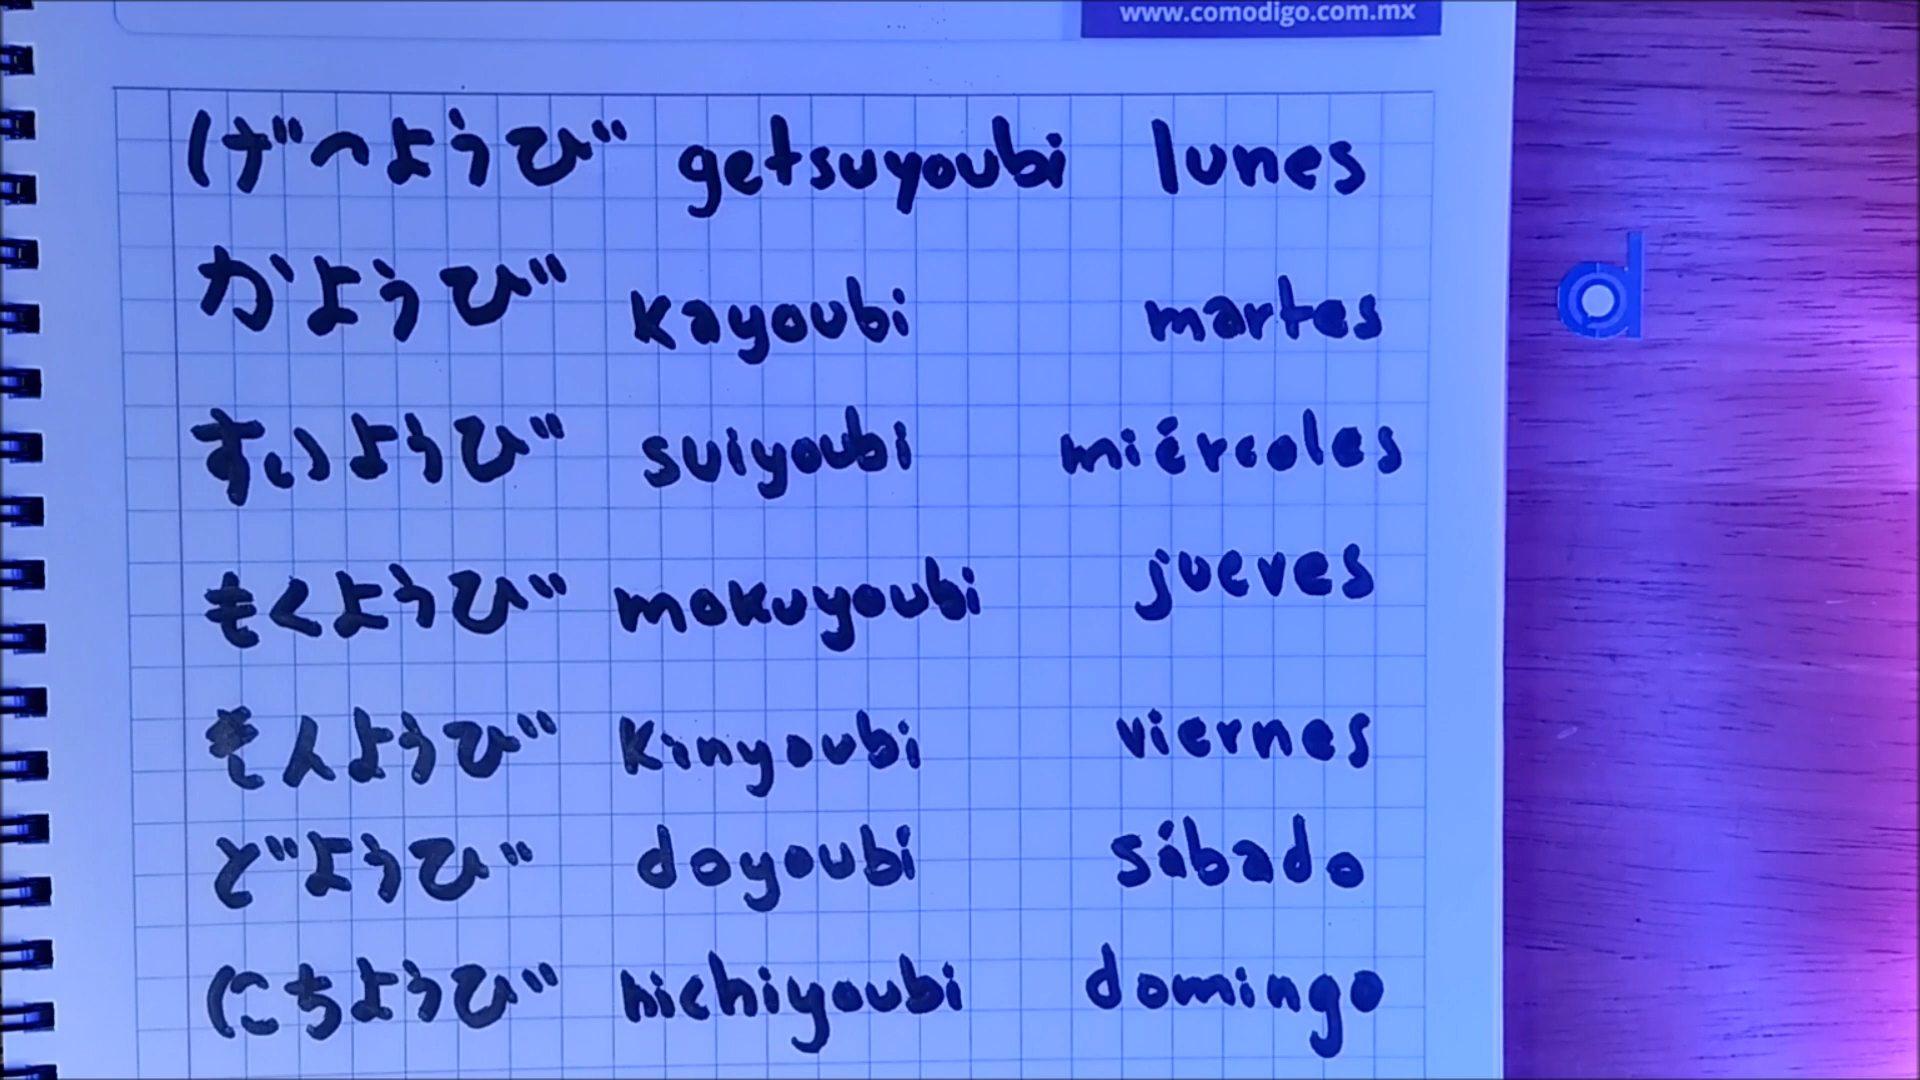 www.comodigo.com.mx
げつようび getsuyoubi lunes
かようび kayoubi martes
すいようび suiyoubi miércoles
もくようび mokuyoubi jueves
きんようび kinyoubi viernes
どようび doyoubi sábado
にちようび nichiyoubi domingo